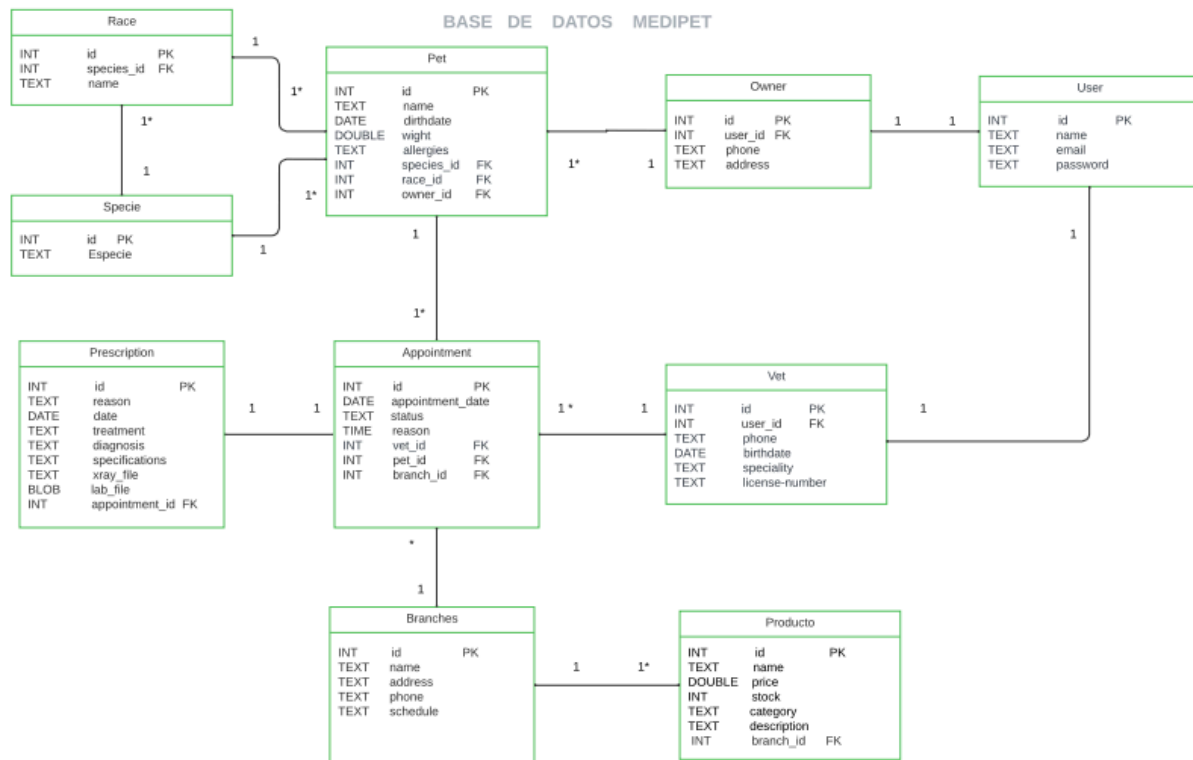 BASE DE DATOS MEDIPET
Race
INT id PK
INT species_id FK
TEXT name
1
1*
1*
1
Specie
INT id PK
TEXT Especie
1
1*
Pet
INT id PK
TEXT name
DATE dirthdate
DOUBLE wight
TEXT allergies
INT species_id FK
INT race_id FK
INT owner_id FK
1*
1
Owner
INT id PK
INT user_id FK
TEXT phone
TEXT address
1
1
User
INT id PK
TEXT name
TEXT email
TEXT password
1
1
1*
Prescription
INT id PK
TEXT reason
DATE date
TEXT treatment
TEXT diagnosis
TEXT specifications
TEXT xray_file
BLOB lab_file
INT appointment_id FK
1
1
Appointment
INT id PK
DATE appointment_date
TEXT status
TIME reason
INT vet_id FK
INT pet_id FK
INT branch_id FK
1 *
1
Vet
INT id PK
INT user_id FK
TEXT phone
DATE birthdate
TEXT speciality
TEXT license-number
1
*
1
Branches
INT id PK
TEXT name
TEXT address
TEXT phone
TEXT schedule
1
1*
Producto
INT id PK
TEXT name
DOUBLE price
INT stock
TEXT category
TEXT description
INT branch_id FK